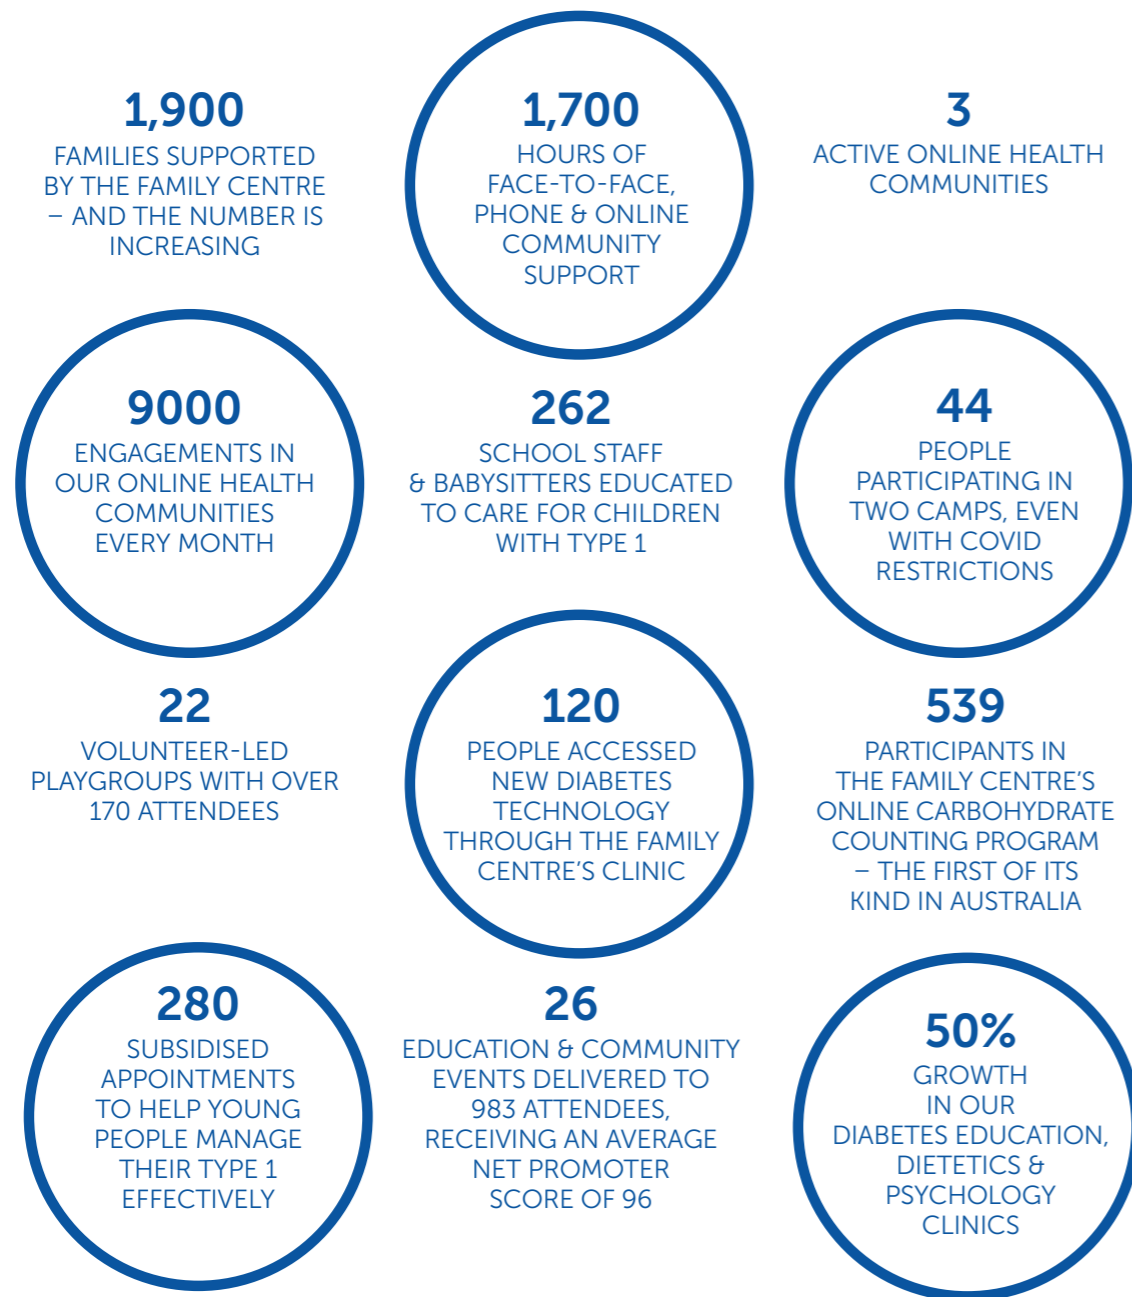 1,900
FAMILIES SUPPORTED
BY THE FAMILY CENTRE
– AND THE NUMBER IS
INCREASING
1,700
HOURS OF
FACE-TO-FACE,
PHONE & ONLINE
COMMUNITY
SUPPORT
3
ACTIVE ONLINE HEALTH
COMMUNITIES
9000
ENGAGEMENTS IN
OUR ONLINE HEALTH
COMMUNITIES
EVERY MONTH
262
SCHOOL STAFF
& BABYSITTERS EDUCATED
TO CARE FOR CHILDREN
WITH TYPE 1
44
PEOPLE
PARTICIPATING IN
TWO CAMPS, EVEN
WITH COVID
RESTRICTIONS
22
VOLUNTEER-LED
PLAYGROUPS WITH OVER
170 ATTENDEES
120
PEOPLE ACCESSED
NEW DIABETES
TECHNOLOGY
THROUGH THE FAMILY
CENTRE'S CLINIC
539
PARTICIPANTS IN
THE FAMILY CENTRE'S
ONLINE CARBOHYDRATE
COUNTING PROGRAM
– THE FIRST OF ITS
KIND IN AUSTRALIA
280
SUBSIDISED
APPOINTMENTS
TO HELP YOUNG
PEOPLE MANAGE
THEIR TYPE 1
EFFECTIVELY
26
EDUCATION & COMMUNITY
EVENTS DELIVERED TO
983 ATTENDEES,
RECEIVING AN AVERAGE
NET PROMOTER
SCORE OF 96
50%
GROWTH
IN OUR
DIABETES EDUCATION,
DIETETICS &
PSYCHOLOGY
CLINICS